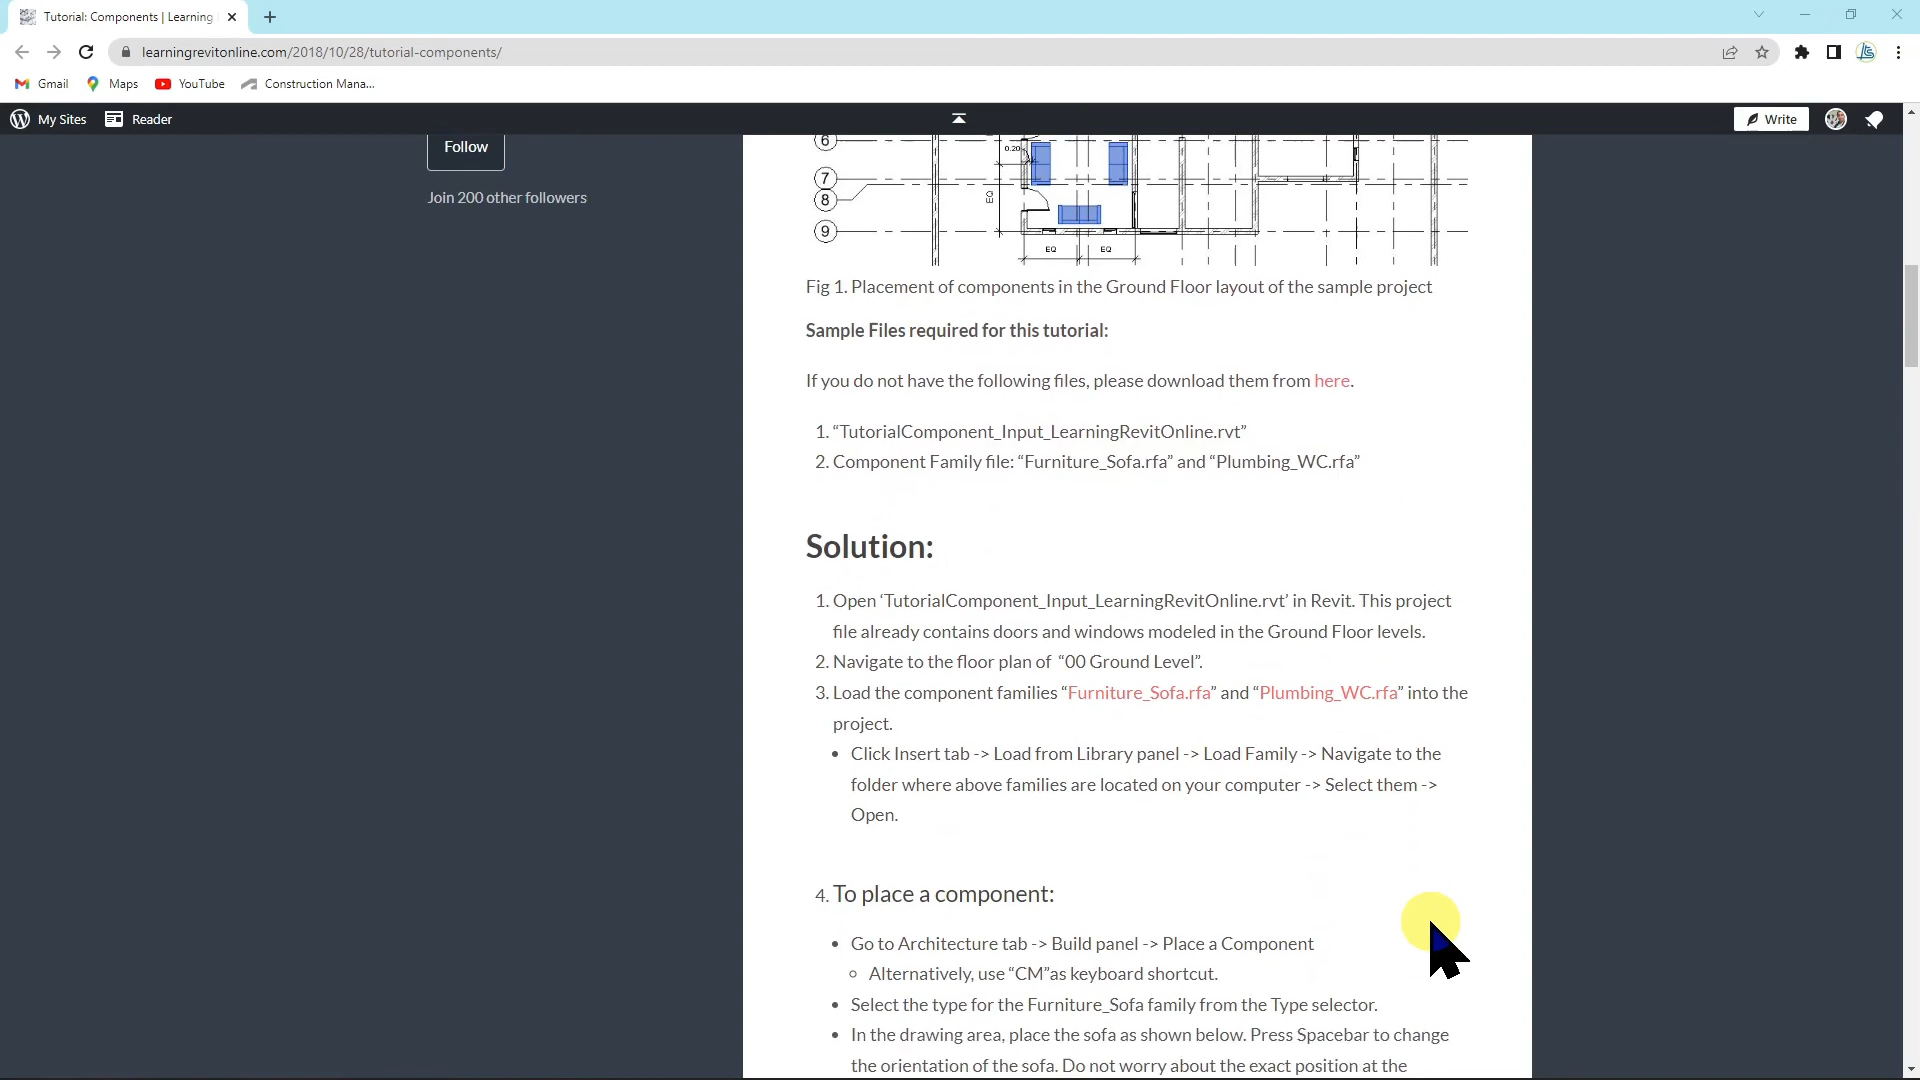 Tutorial: Components | Learning
learningrevitonline.com/2018/10/28/tutorial-components/
Gmail Maps YouTube Construction Mana...
My Sites Reader Write
Follow
Join 200 other followers
6
0.20
7
8
EQ
9
EQ EQ
Fig 1. Placement of components in the Ground Floor layout of the sample project
Sample Files required for this tutorial:
If you do not have the following files, please download them from here.
1. “TutorialComponent_Input_LearningRevitOnline.rvt”
2. Component Family file: “Furniture_Sofa.rfa” and “Plumbing_WC.rfa”
Solution:
1. Open ‘TutorialComponent_Input_LearningRevitOnline.rvt’ in Revit. This project
file already contains doors and windows modeled in the Ground Floor levels.
2. Navigate to the floor plan of “00 Ground Level”.
3. Load the component families “Furniture_Sofa.rfa” and “Plumbing_WC.rfa” into the
project.
• Click Insert tab -> Load from Library panel -> Load Family -> Navigate to the
folder where above families are located on your computer -> Select them ->
Open.
4. To place a component:
• Go to Architecture tab -> Build panel -> Place a Component
○ Alternatively, use “CM”as keyboard shortcut.
• Select the type for the Furniture_Sofa family from the Type selector.
• In the drawing area, place the sofa as shown below. Press Spacebar to change
the orientation of the sofa. Do not worry about the exact position at the